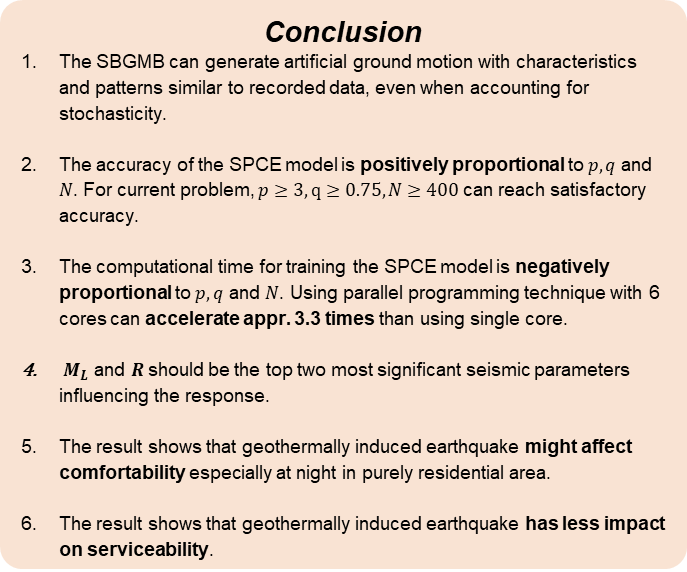 Conclusion
1. The SBGMB can generate artificial ground motion with characteristics
and patterns similar to recorded data, even when accounting for
stochasticity.
2. The accuracy of the SPCE model is positively proportional to p, q and
N. For current problem, p ≥ 3, q ≥ 0.75, N ≥ 400 can reach satisfactory
accuracy.
3. The computational time for training the SPCE model is negatively
proportional to p, q and N. Using parallel programming technique with 6
cores can accelerate appr. 3.3 times than using single core.
4. M_L and R should be the top two most significant seismic parameters
influencing the response.
5. The result shows that geothermally induced earthquake might affect
comfortability especially at night in purely residential area.
6. The result shows that geothermally induced earthquake has less impact
on serviceability.